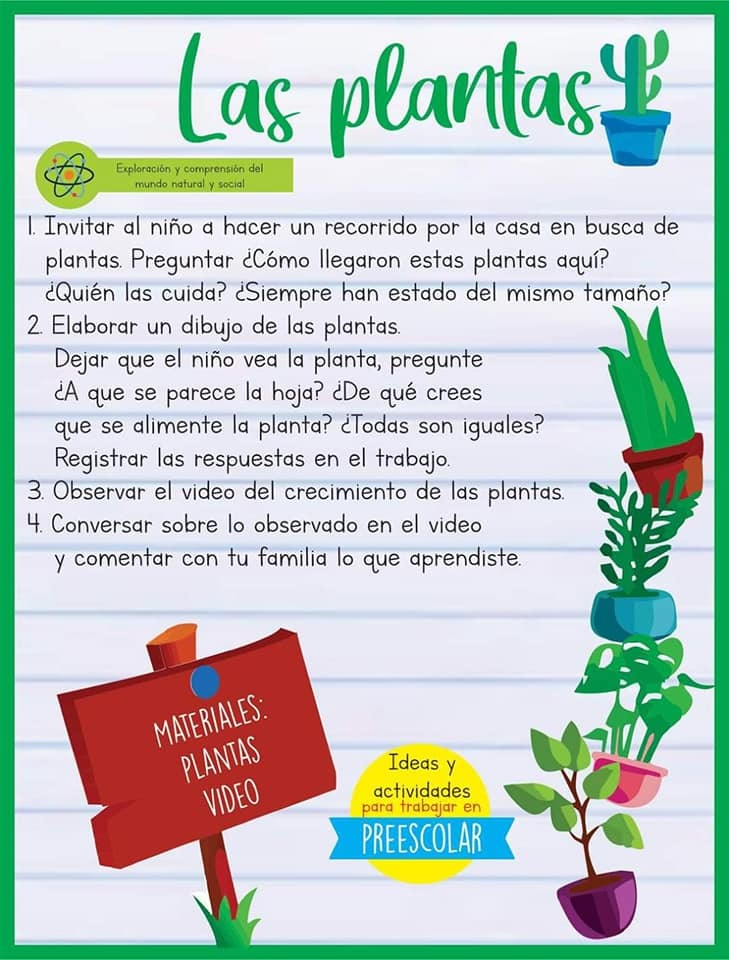 Las plantas
Exploración y comprensión del
mundo natural y social
1. Invitar al niño a hacer un recorrido por la casa en busca de
plantas. Preguntar ¿Cómo llegaron estas plantas aquí?
¿Quién las cuida? ¿Siempre han estado del mismo tamaño?
2. Elaborar un dibujo de las plantas.
Dejar que el niño vea la planta, pregunte
¿A que se parece la hoja? ¿De qué crees
que se alimente la planta? ¿Todas son iguales?
Registrar las respuestas en el trabajo.
3. Observar el video del crecimiento de las plantas.
4. Conversar sobre lo observado en el video
y comentar con tu familia lo que aprendiste.
MATERIALES:
PLANTAS
VIDEO
Ideas y
actividades
para trabajar en
PREESCOLAR